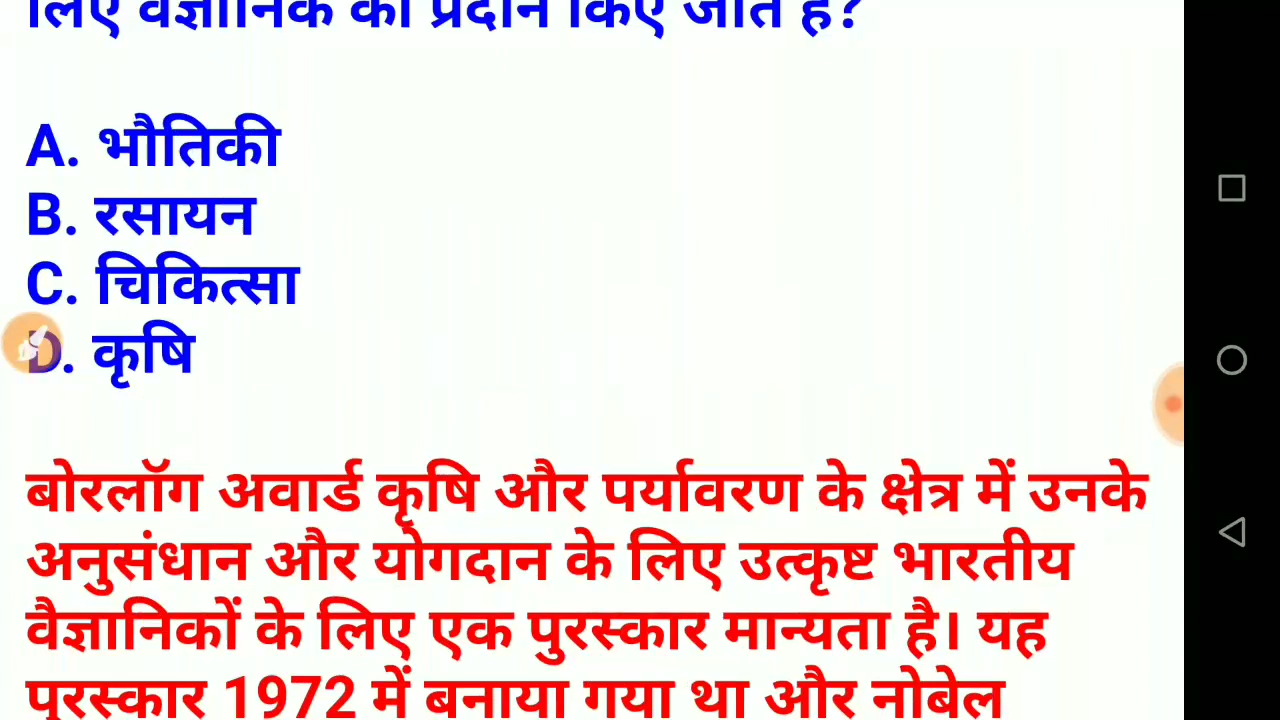 लिए वैज्ञानिक को प्रदान किए जाते हैं?
A. भौतिकी
B. रसायन
C. चिकित्सा
D. कृषि
बोरलॉग अवार्ड कृषि और पर्यावरण के क्षेत्र में उनके
अनुसंधान और योगदान के लिए उत्कृष्ट भारतीय
वैज्ञानिकों के लिए एक पुरस्कार मान्यता है। यह
पुरस्कार 1972 में बनाया गया था और नोबेल